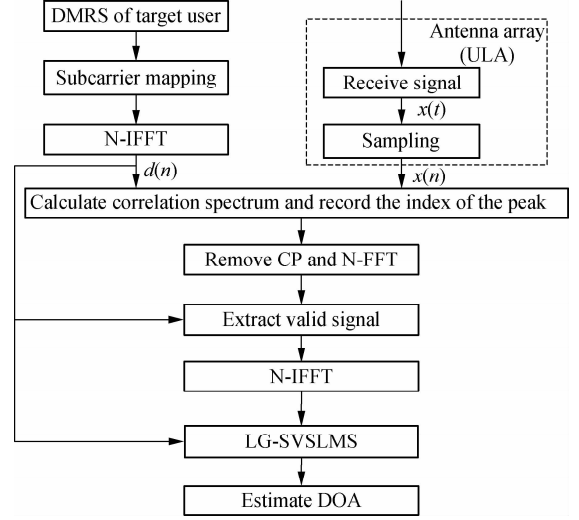 DMRS of target user
Subcarrier mapping
N-IFFT
d(n)
Antenna array
(ULA)
Receive signal
x(t)
Sampling
x(n)
Calculate correlation spectrum and record the index of the peak
Remove CP and N-FFT
Extract valid signal
N-IFFT
LG-SVSLMS
Estimate DOA